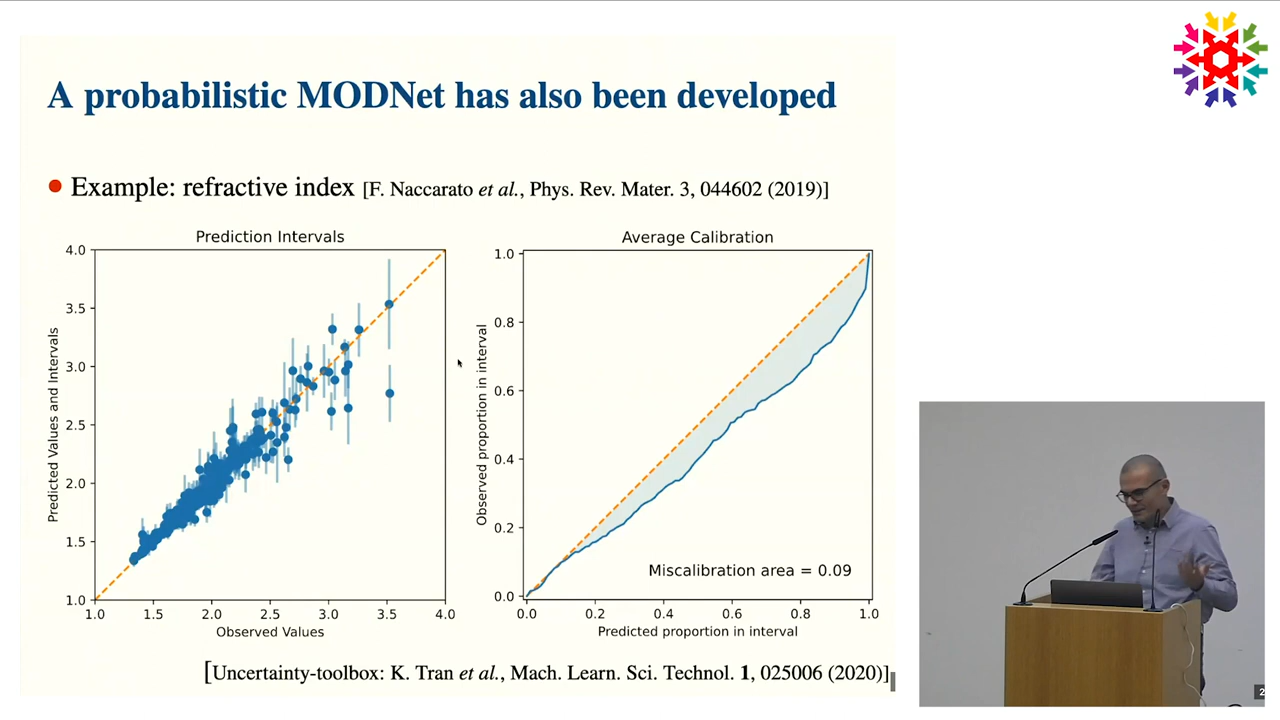 A probabilistic MODNet has also been developed
Example: refractive index [F. Naccarato et al., Phys. Rev. Mater. 3, 044602 (2019)]
Prediction Intervals
Predicted Values and Intervals
4.0
3.5
3.0
2.5
2.0
1.5
1.0
1.0 1.5 2.0 2.5 3.0 3.5 4.0
Observed Values
Average Calibration
Observed proportion in interval
1.0
0.8
0.6
0.4
0.2
0.0
Miscalibration area = 0.09
0.0 0.2 0.4 0.6 0.8 1.0
Predicted proportion in interval
[Uncertainty-toolbox: K. Tran et al., Mach. Learn. Sci. Technol. 1, 025006 (2020)]
2